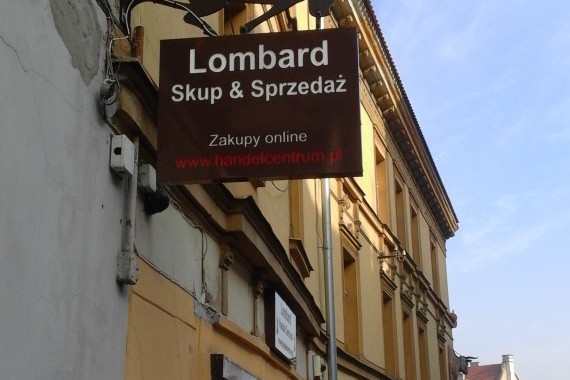 Lombard
Skup & Sprzedaż
Zakupy online
www.handelcentrum.pl